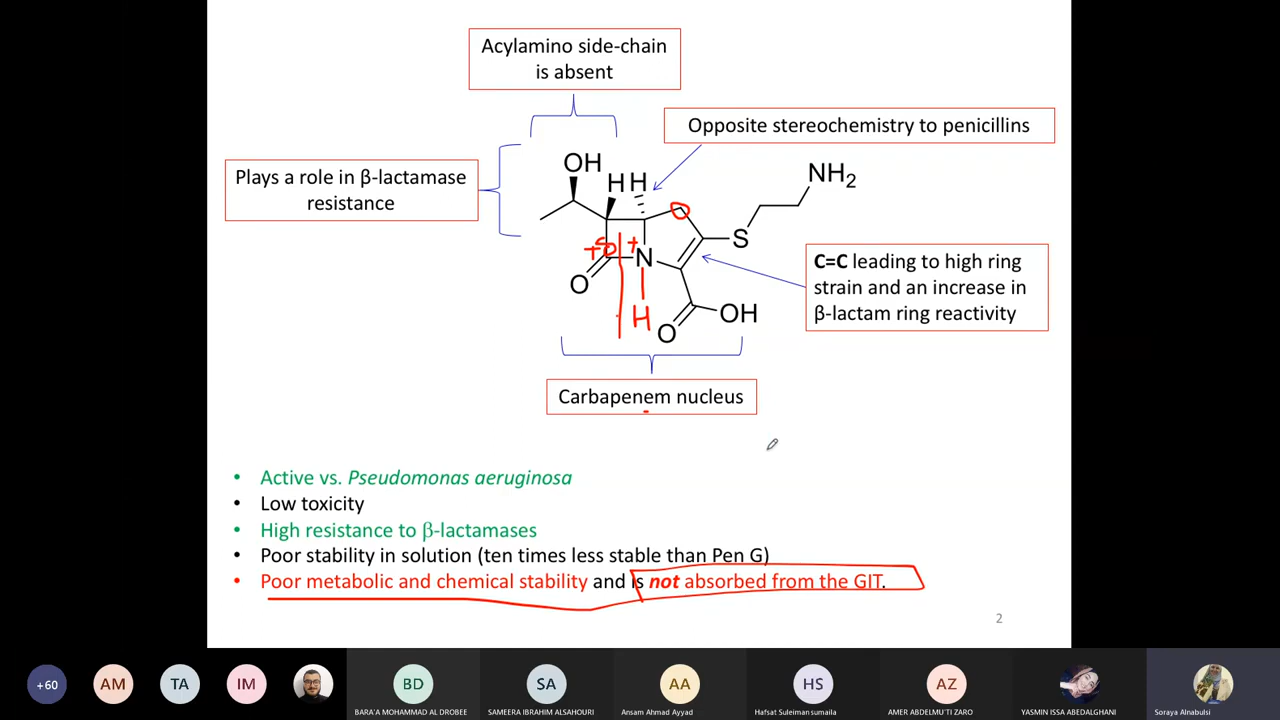 Acylamino side-chain
is absent
Opposite stereochemistry to penicillins
Plays a role in β-lactamase
resistance
OH
H H
NH2
S
N
O
O
OH
+
H
C=C leading to high ring
strain and an increase in
β-lactam ring reactivity
Carbapenem nucleus
• Active vs. Pseudomonas aeruginosa
• Low toxicity
• High resistance to β-lactamases
• Poor stability in solution (ten times less stable than Pen G)
• Poor metabolic and chemical stability and is not absorbed from the GIT.
2
+60
AM
TA
IM
BD
SA
AA
HS
AZ
BARA'A MOHAMMAD AL DROBEE
SAMEERA IBRAHIM ALSAHOURI
Ansam Ahmad Ayyad
Hafsat Suleimansumaila
AMER ABDELMU'TI ZARO
YASMIN ISSA ABEDALGHANI
Soraya Alnabulsi